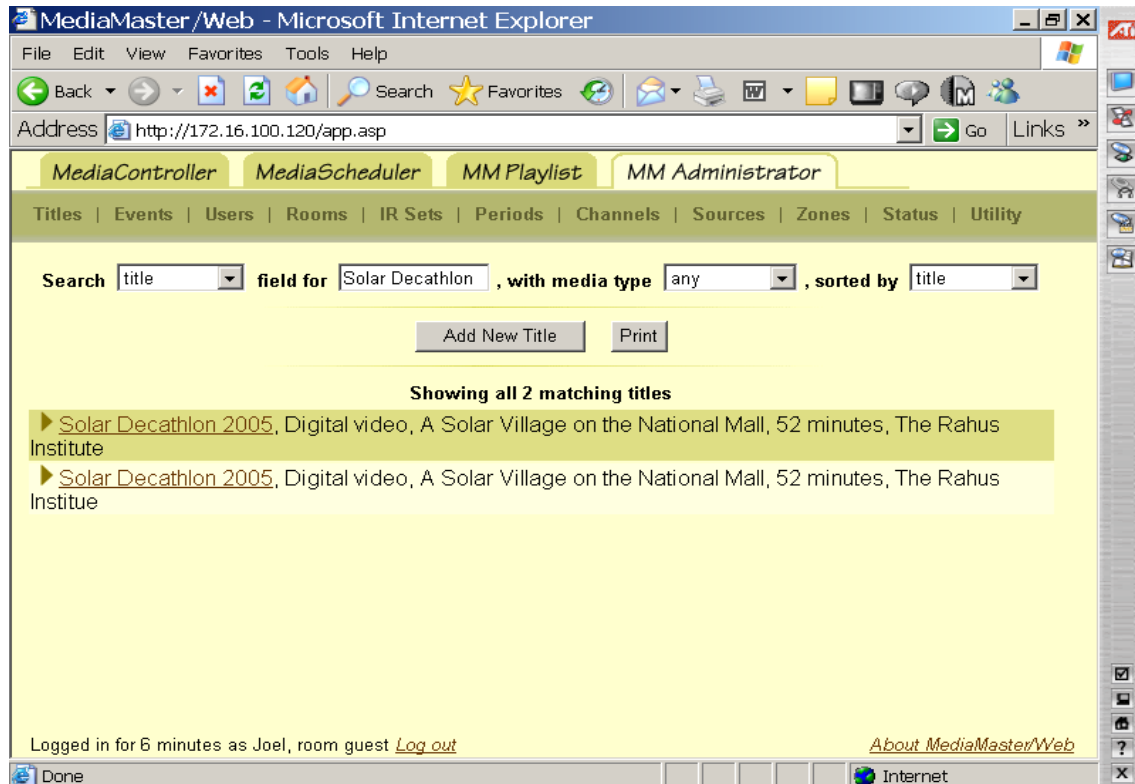 MediaMaster/Web - Microsoft Internet Explorer
File Edit View Favorites Tools Help
Back Search Favorites
Address http://172.16.100.120/app.asp Go Links »
MediaController MediaScheduler MM Playlist MM Administrator
Titles | Events | Users | Rooms | IR Sets | Periods | Channels | Sources | Zones | Status | Utility
Search title field for Solar Decathlon , with media type any , sorted by title
Add New Title Print
Showing all 2 matching titles
Solar Decathlon 2005, Digital video, A Solar Village on the National Mall, 52 minutes, The Rahus
Institute
Solar Decathlon 2005, Digital video, A Solar Village on the National Mall, 52 minutes, The Rahus
Institue
Logged in for 6 minutes as Joel, room guest Log out About MediaMaster/Web
Done Internet